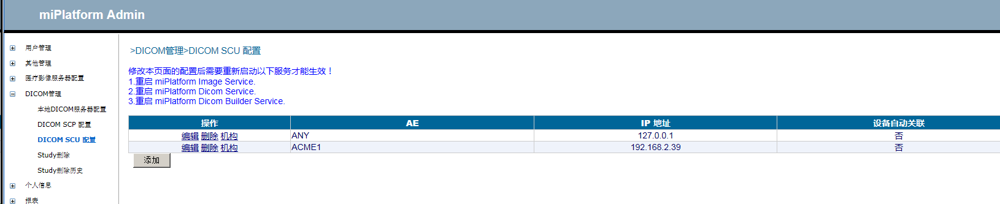 miPlatform Admin
用户管理
其他管理
医疗影像服务器配置
DICOM管理
本地DICOM服务器配置
DICOM SCP 配置
DICOM SCU 配置
Study删除
Study删除历史
个人信息
报表
>DICOM管理>DICOM SCU 配置
修改本页面的配置后需要重新启动以下服务才能生效！
1.重启 miPlatform Image Service.
2.重启 miPlatform Dicom Service.
3.重启 miPlatform Dicom Builder Service.
操作 AE IP 地址 设备自动关联
编辑 删除 机构 ANY 127.0.0.1 否
编辑 删除 机构 ACME1 192.168.2.39 否
添加